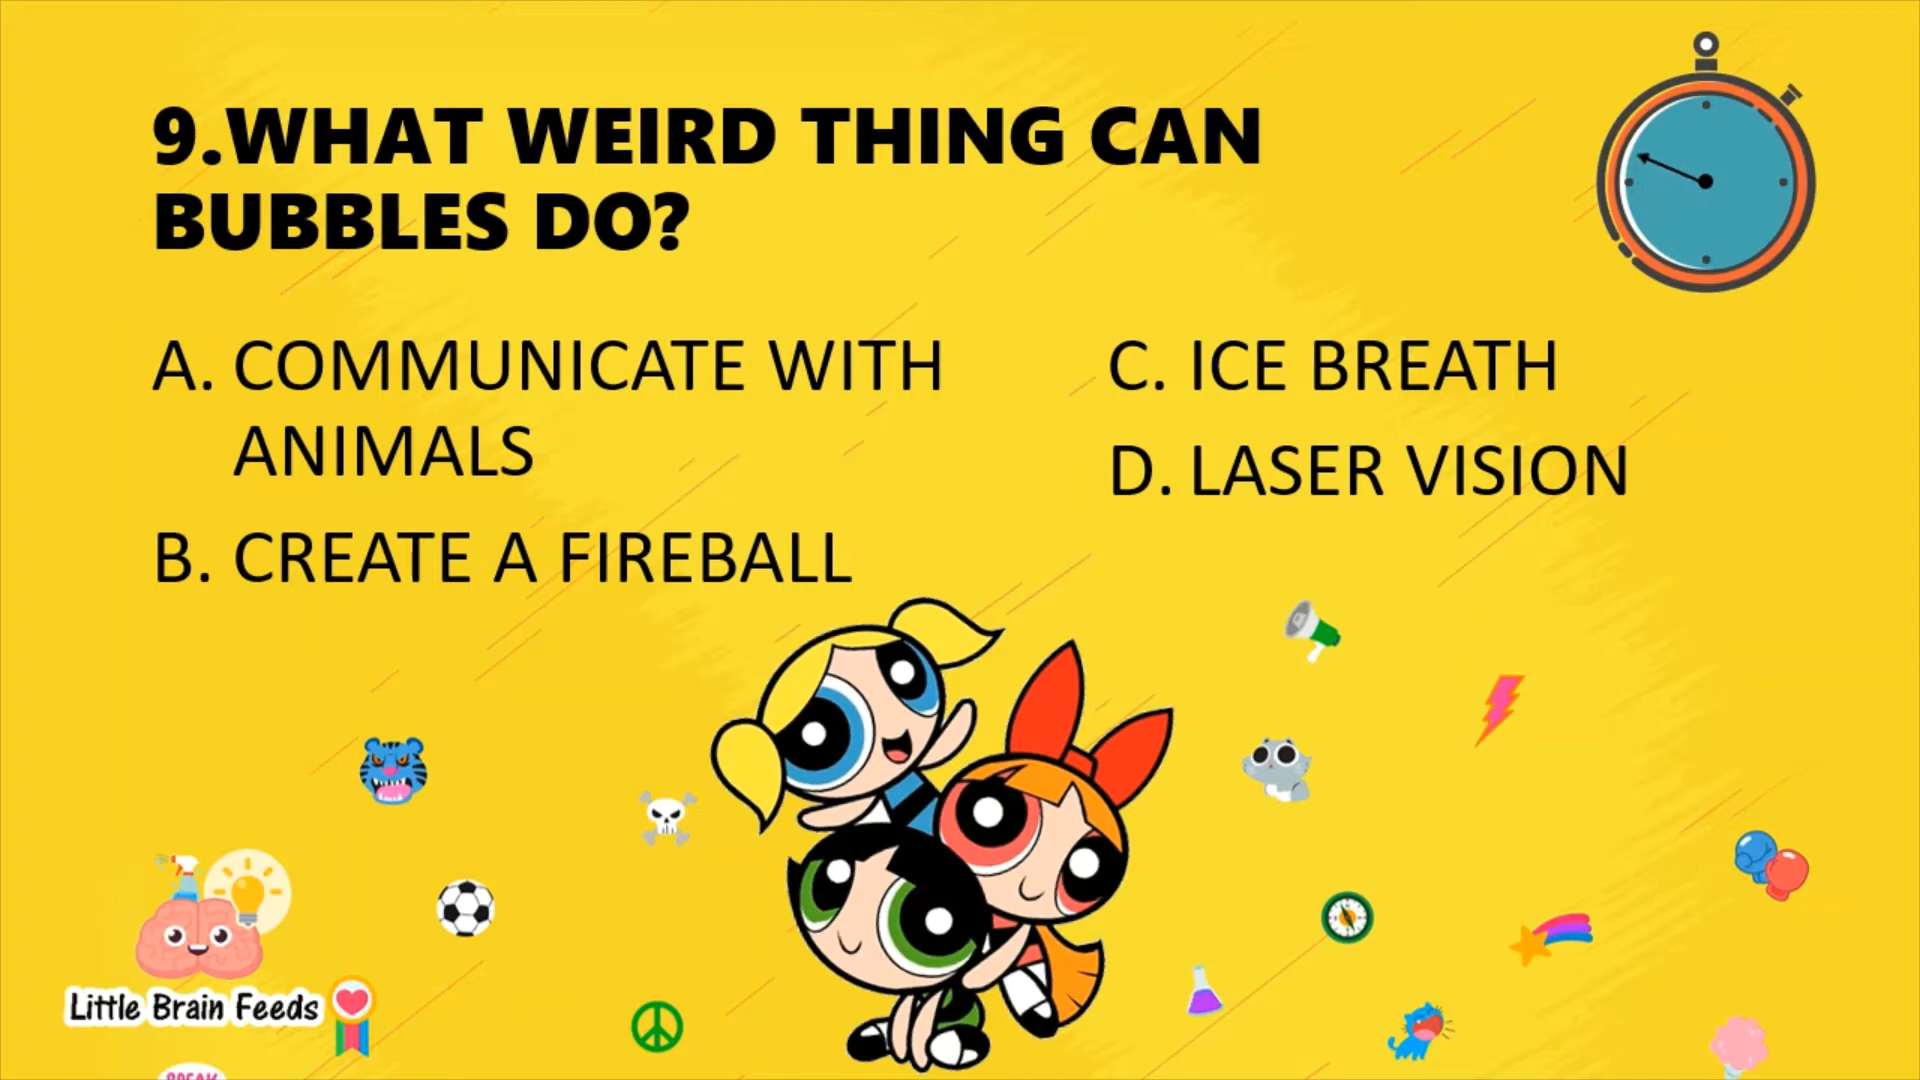 9.WHAT WEIRD THING CAN
BUBBLES DO?
A. COMMUNICATE WITH
ANIMALS
B. CREATE A FIREBALL
C. ICE BREATH
D. LASER VISION
Little Brain Feeds